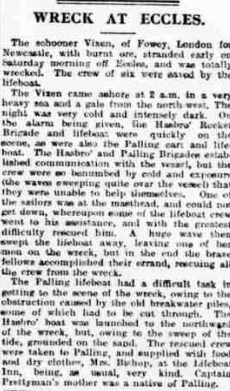 WRECK AT ECCLES.
The schooner Vixen, of Fowey, London for
Newcastle, with burnt ore, stranded early on
Saturday morning off Eccles, and was totally
wrecked. The crew of six were saved by the
lifeboat.
The Vixen came ashore at 2 a.m. in a very
heavy sea and a gale from the north-west. The
night was very cold and intensely dark. On
the alarm being given, the Hasbro' Rocket
Brigade and lifeboat were quickly on the
scene, as were also the Palling cart and life-
boat. The Hasbro' and Palling Brigades estab-
lished communication with the vessel, but the
crew were so benumbed by cold and exposure
(the waves sweeping quite over the vessel) that
they were unable to help themselves. One of
the sailors was at the masthead, and could not
get down, whereupon some of the lifeboat crew
went to his assistance, and with the greatest
difficulty rescued him. A huge wave then
swept the lifeboat away, leaving one of her
men on the wreck, but in the end the brave
fellows accomplished their errand, rescuing all
the crew from the wreck.
The Palling lifeboat had a difficult task in
getting to the scene of the wreck, owing to the
obstruction caused by the old breakwater piles,
some of which had to be cut through. The
Hasbro' boat was launched to the northward
of the wreck, but, owing to the sweep of the
tide, grounded on the sand. The rescued crew
were taken to Palling, and supplied with food
and dry clothes, Mrs. Bishop, at the Lifeboat
Inn, being, as usual, very kind. Captain
Prettyman's mother was a native of Palling.